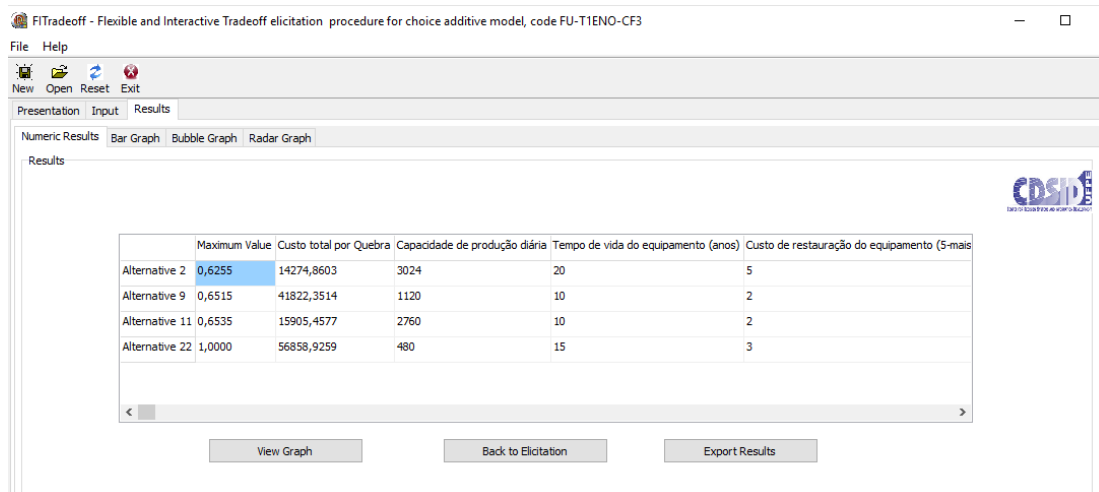 FITradeoff - Flexible and Interactive Tradeoff elicitation procedure for choice additive model, code FU-T1ENO-CF3
File Help
New Open Reset Exit
Presentation Input Results
Numeric Results Bar Graph Bubble Graph Radar Graph
Results
CDSID UFPE
Maximum Value Custo total por Quebra Capacidade de produção diária Tempo de vida do equipamento (anos) Custo de restauração do equipamento (5-mais
Alternative 2 0,6255 14274,8603 3024 20 5
Alternative 9 0,6515 41822,3514 1120 10 2
Alternative 11 0,6535 15905,4577 2760 10 2
Alternative 22 1,0000 56858,9259 480 15 3
View Graph Back to Elicitation Export Results